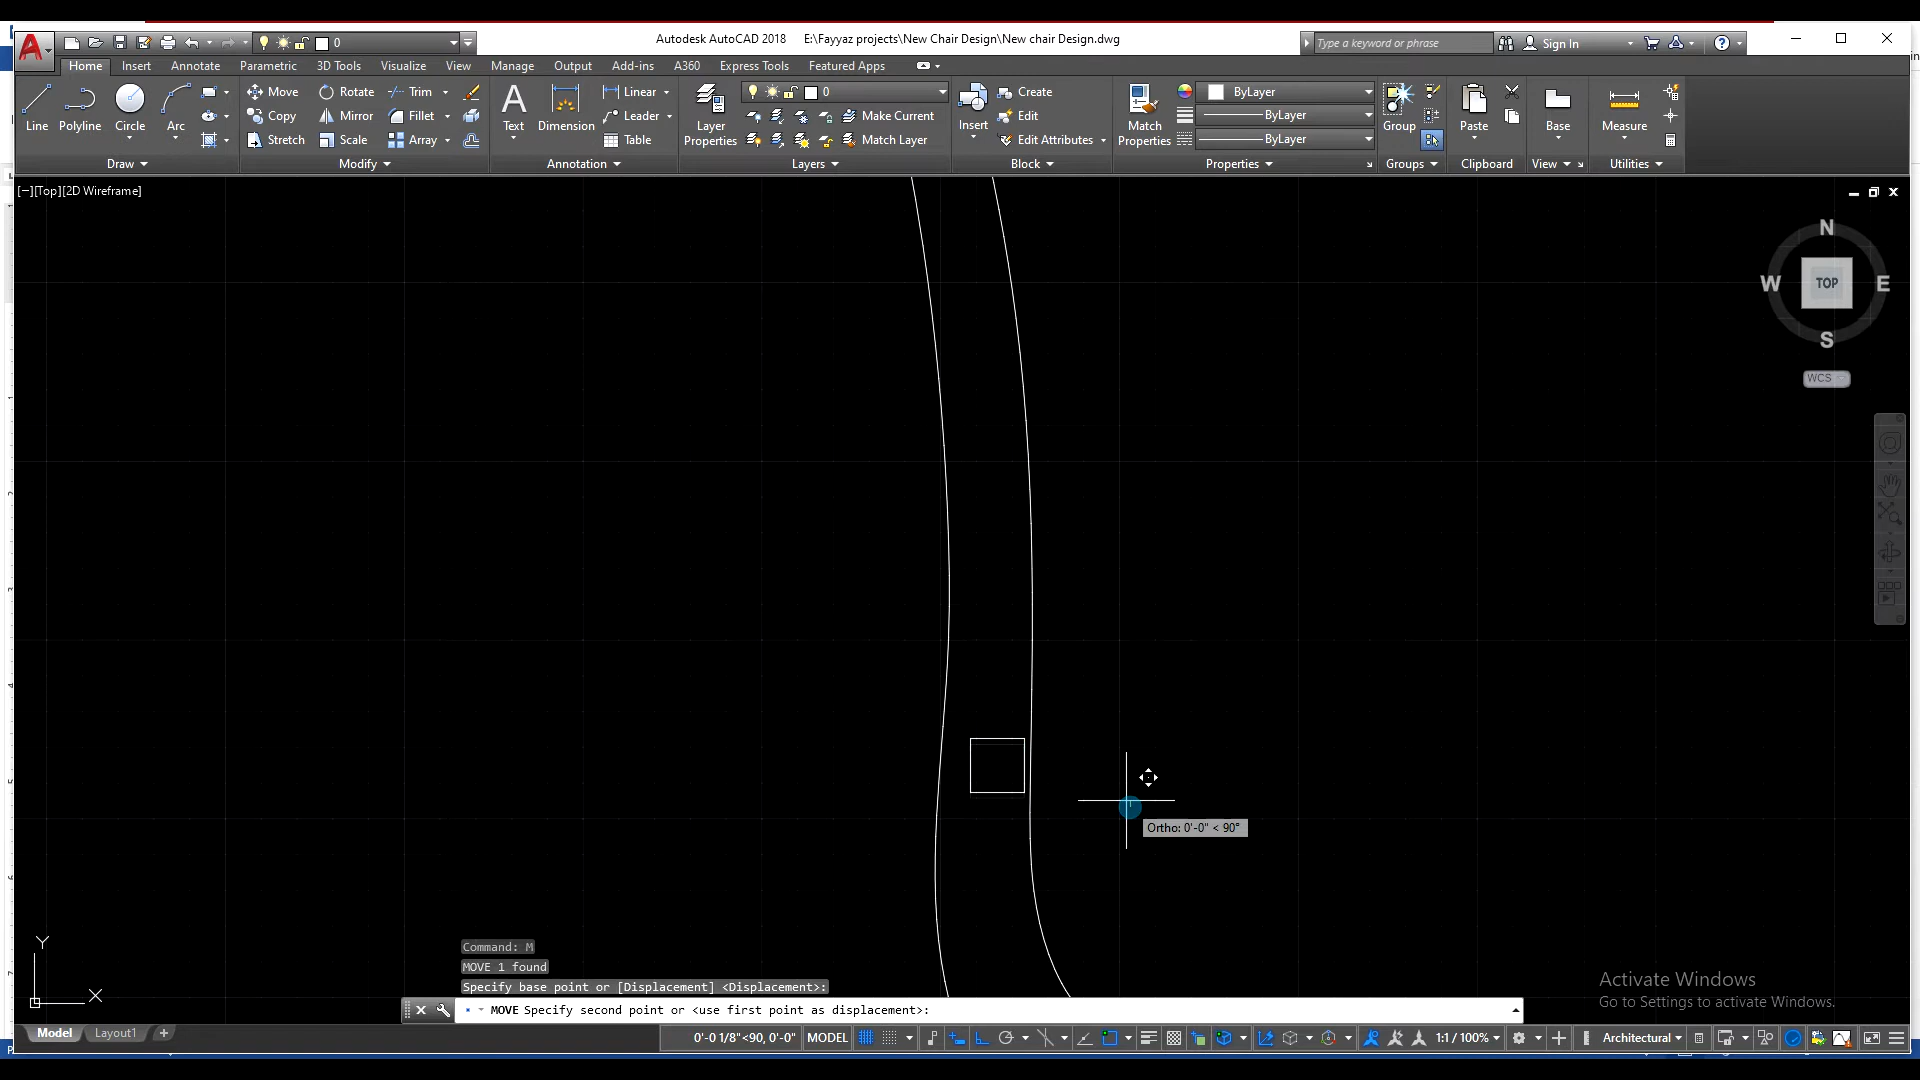 0
Autodesk AutoCAD 2018 E:\Fayyaz projects\New Chair Design\New chair Design.dwg
Type a keyword or phrase
Sign In
Home Insert Annotate Parametric 3D Tools Visualize View Manage Output Add-ins A360 Express Tools Featured Apps
Line Polyline Circle Arc
Draw
Move Rotate Trim
Copy Mirror Fillet
Stretch Scale Array
Modify
Text Dimension
Linear
Leader
Table
Annotation
Layer Properties
0
Make Current
Match Layer
Layers
Insert
Create
Edit
Edit Attributes
Block
Match Properties
ByLayer
ByLayer
ByLayer
Properties
Group
Groups
Paste
Clipboard
Base
View
Measure
Utilities
[−][Top][2D Wireframe]
N
W TOP E
S
WCS
Ortho: 0'-0" < 90°
Y
X
Command: M
MOVE 1 found
Specify base point or [Displacement] <Displacement>:
MOVE Specify second point or <use first point as displacement>:
Activate Windows
Go to Settings to activate Windows.
Model Layout1 +
0'-0 1/8"<90, 0'-0" MODEL
1:1 / 100%
Architectural